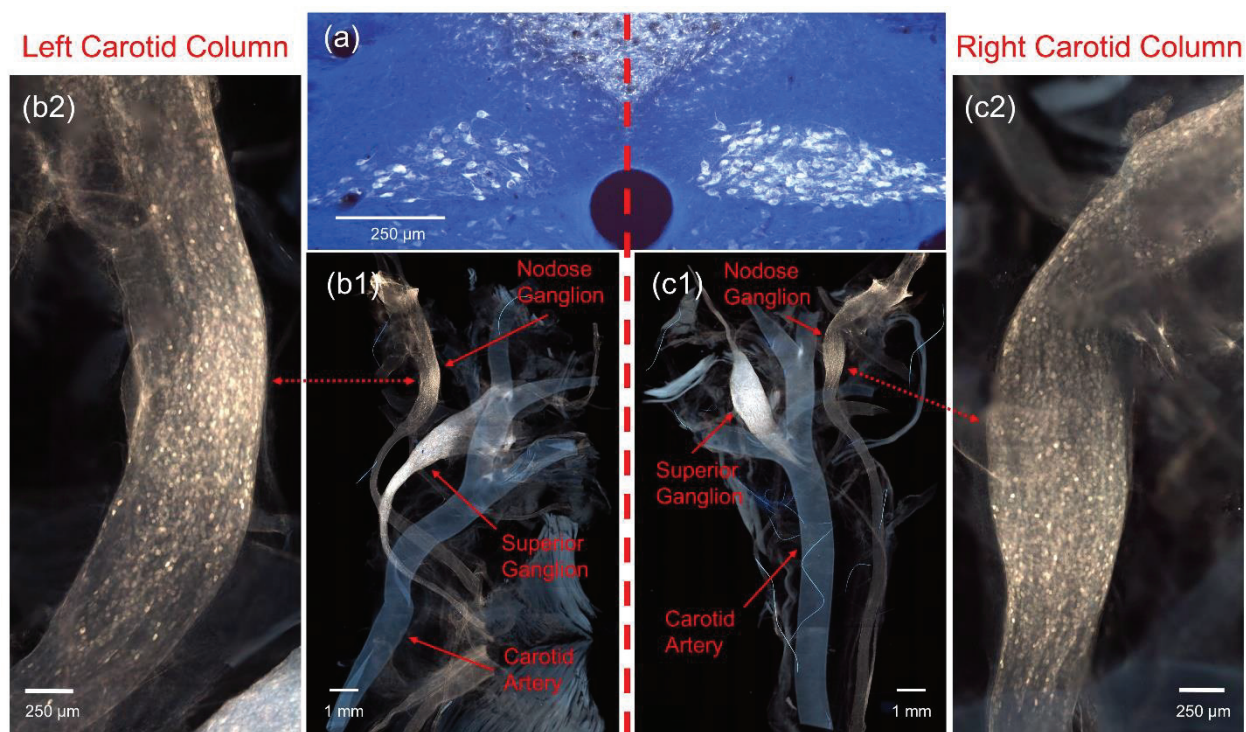 Left Carotid Column
Right Carotid Column
(a)
250 µm
(b2)
250 µm
(b1)
Nodose
Ganglion
Superior
Ganglion
Carotid
Artery
1 mm
(c1)
Nodose
Ganglion
Superior
Ganglion
Carotid
Artery
1 mm
(c2)
250 µm